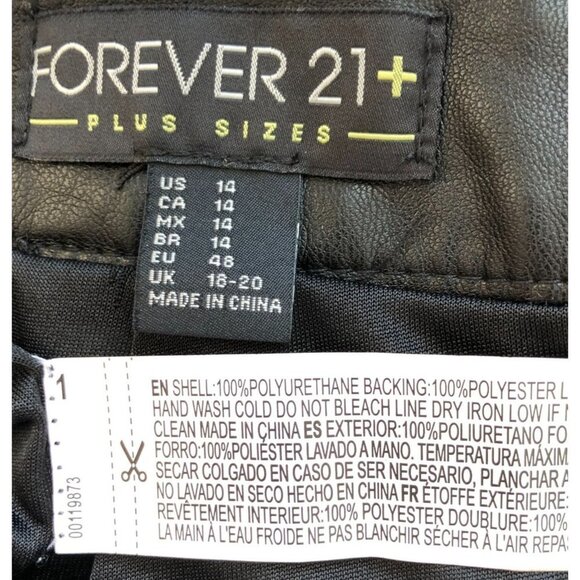 FOREVER 21+
PLUS SIZES
US 14
CA 14
MX 14
BR 14
EU 48
UK 18-20
MADE IN CHINA
1
00119873
EN SHELL:100%POLYURETHANE BACKING:100%POLYESTER L
HAND WASH COLD DO NOT BLEACH LINE DRY IRON LOW IF N
CLEAN MADE IN CHINA ES EXTERIOR:100%POLIURETANO FO
FORRO:100%POLIÉSTER LAVADO A MANO. TEMPERATURA MÁXIM
SECAR COLGADO EN CASO DE SER NECESARIO, PLANCHAR A
NO LAVADO EN SECO HECHO EN CHINA FR ÉTOFFE EXTÉRIEURE:
REVÊTEMENT INTERIEUR:100% POLYESTER DOUBLURE:100%
LA MAIN À L'EAU FROIDE NE PAS BLANCHIR SÉCHER À L'AIR REPAS